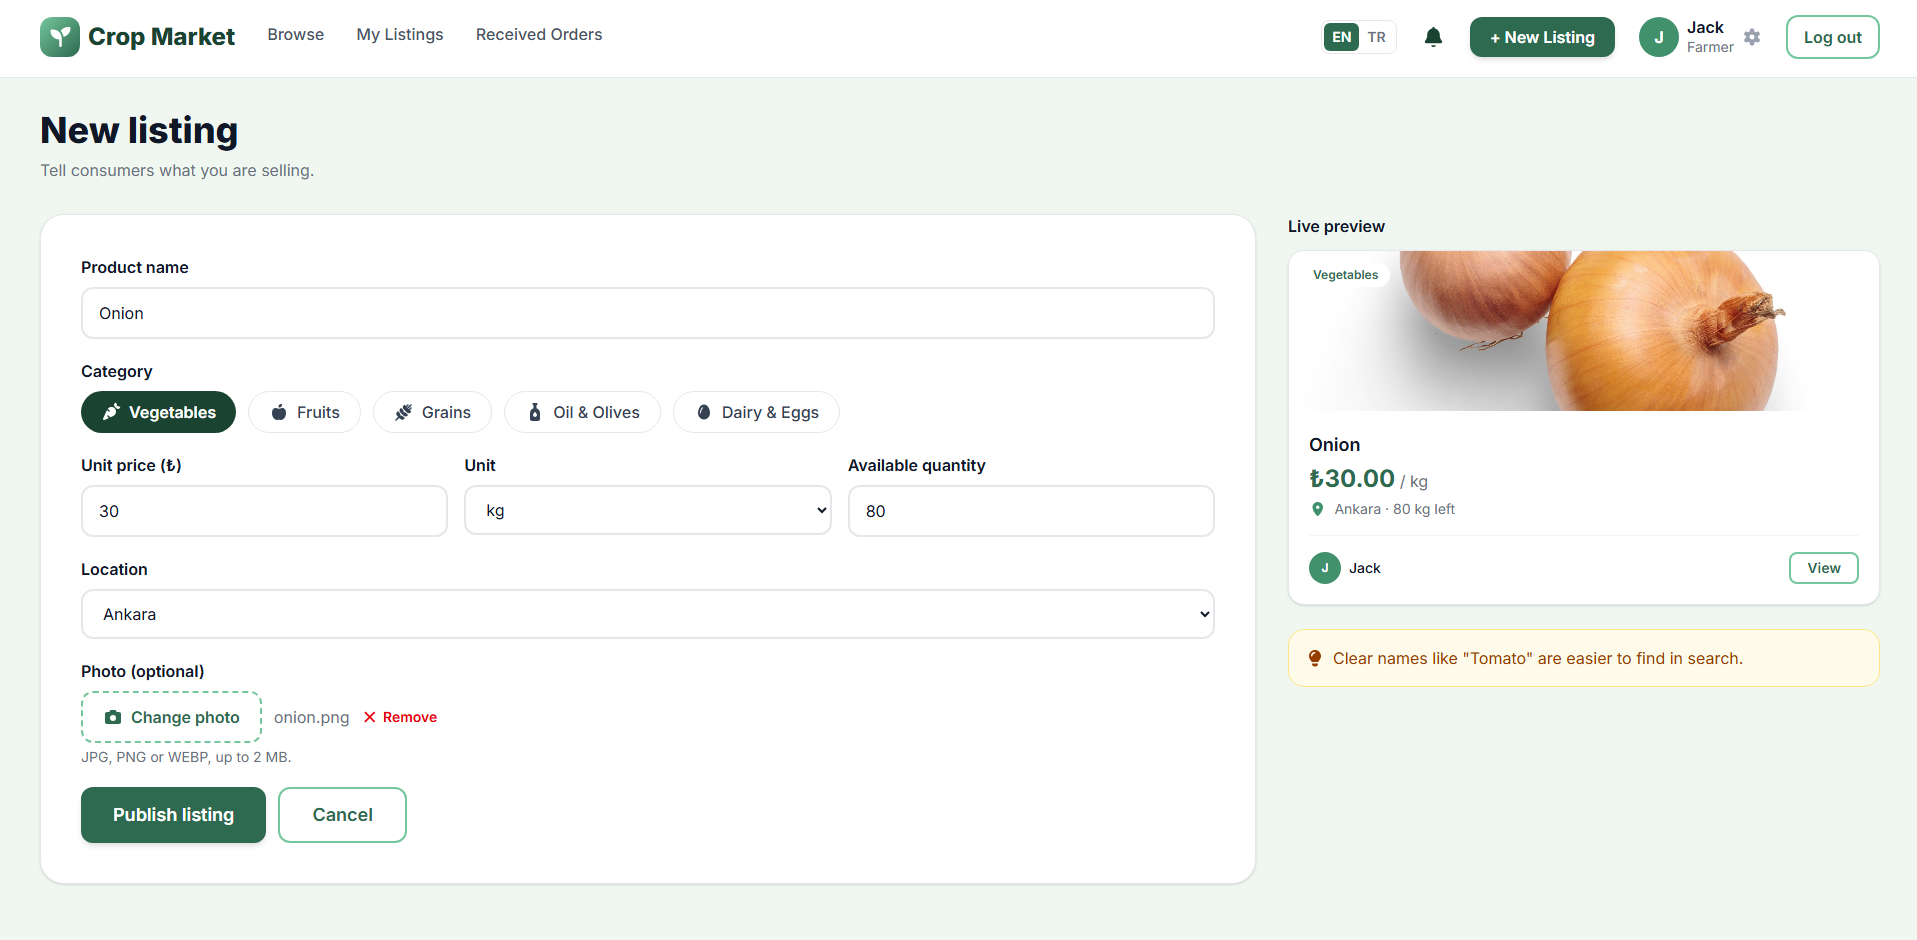 Crop Market
Browse
My Listings
Received Orders
EN
TR
+ New Listing
J
Jack
Farmer
Log out
New listing
Tell consumers what you are selling.
Product name
Onion
Category
Vegetables
Fruits
Grains
Oil & Olives
Dairy & Eggs
Unit price (₺)
Unit
Available quantity
30
kg
80
Location
Ankara
Photo (optional)
Change photo
onion.png
Remove
JPG, PNG or WEBP, up to 2 MB.
Publish listing
Cancel
Live preview
Vegetables
Onion
₺30.00 / kg
Ankara · 80 kg left
J
Jack
View
Clear names like "Tomato" are easier to find in search.